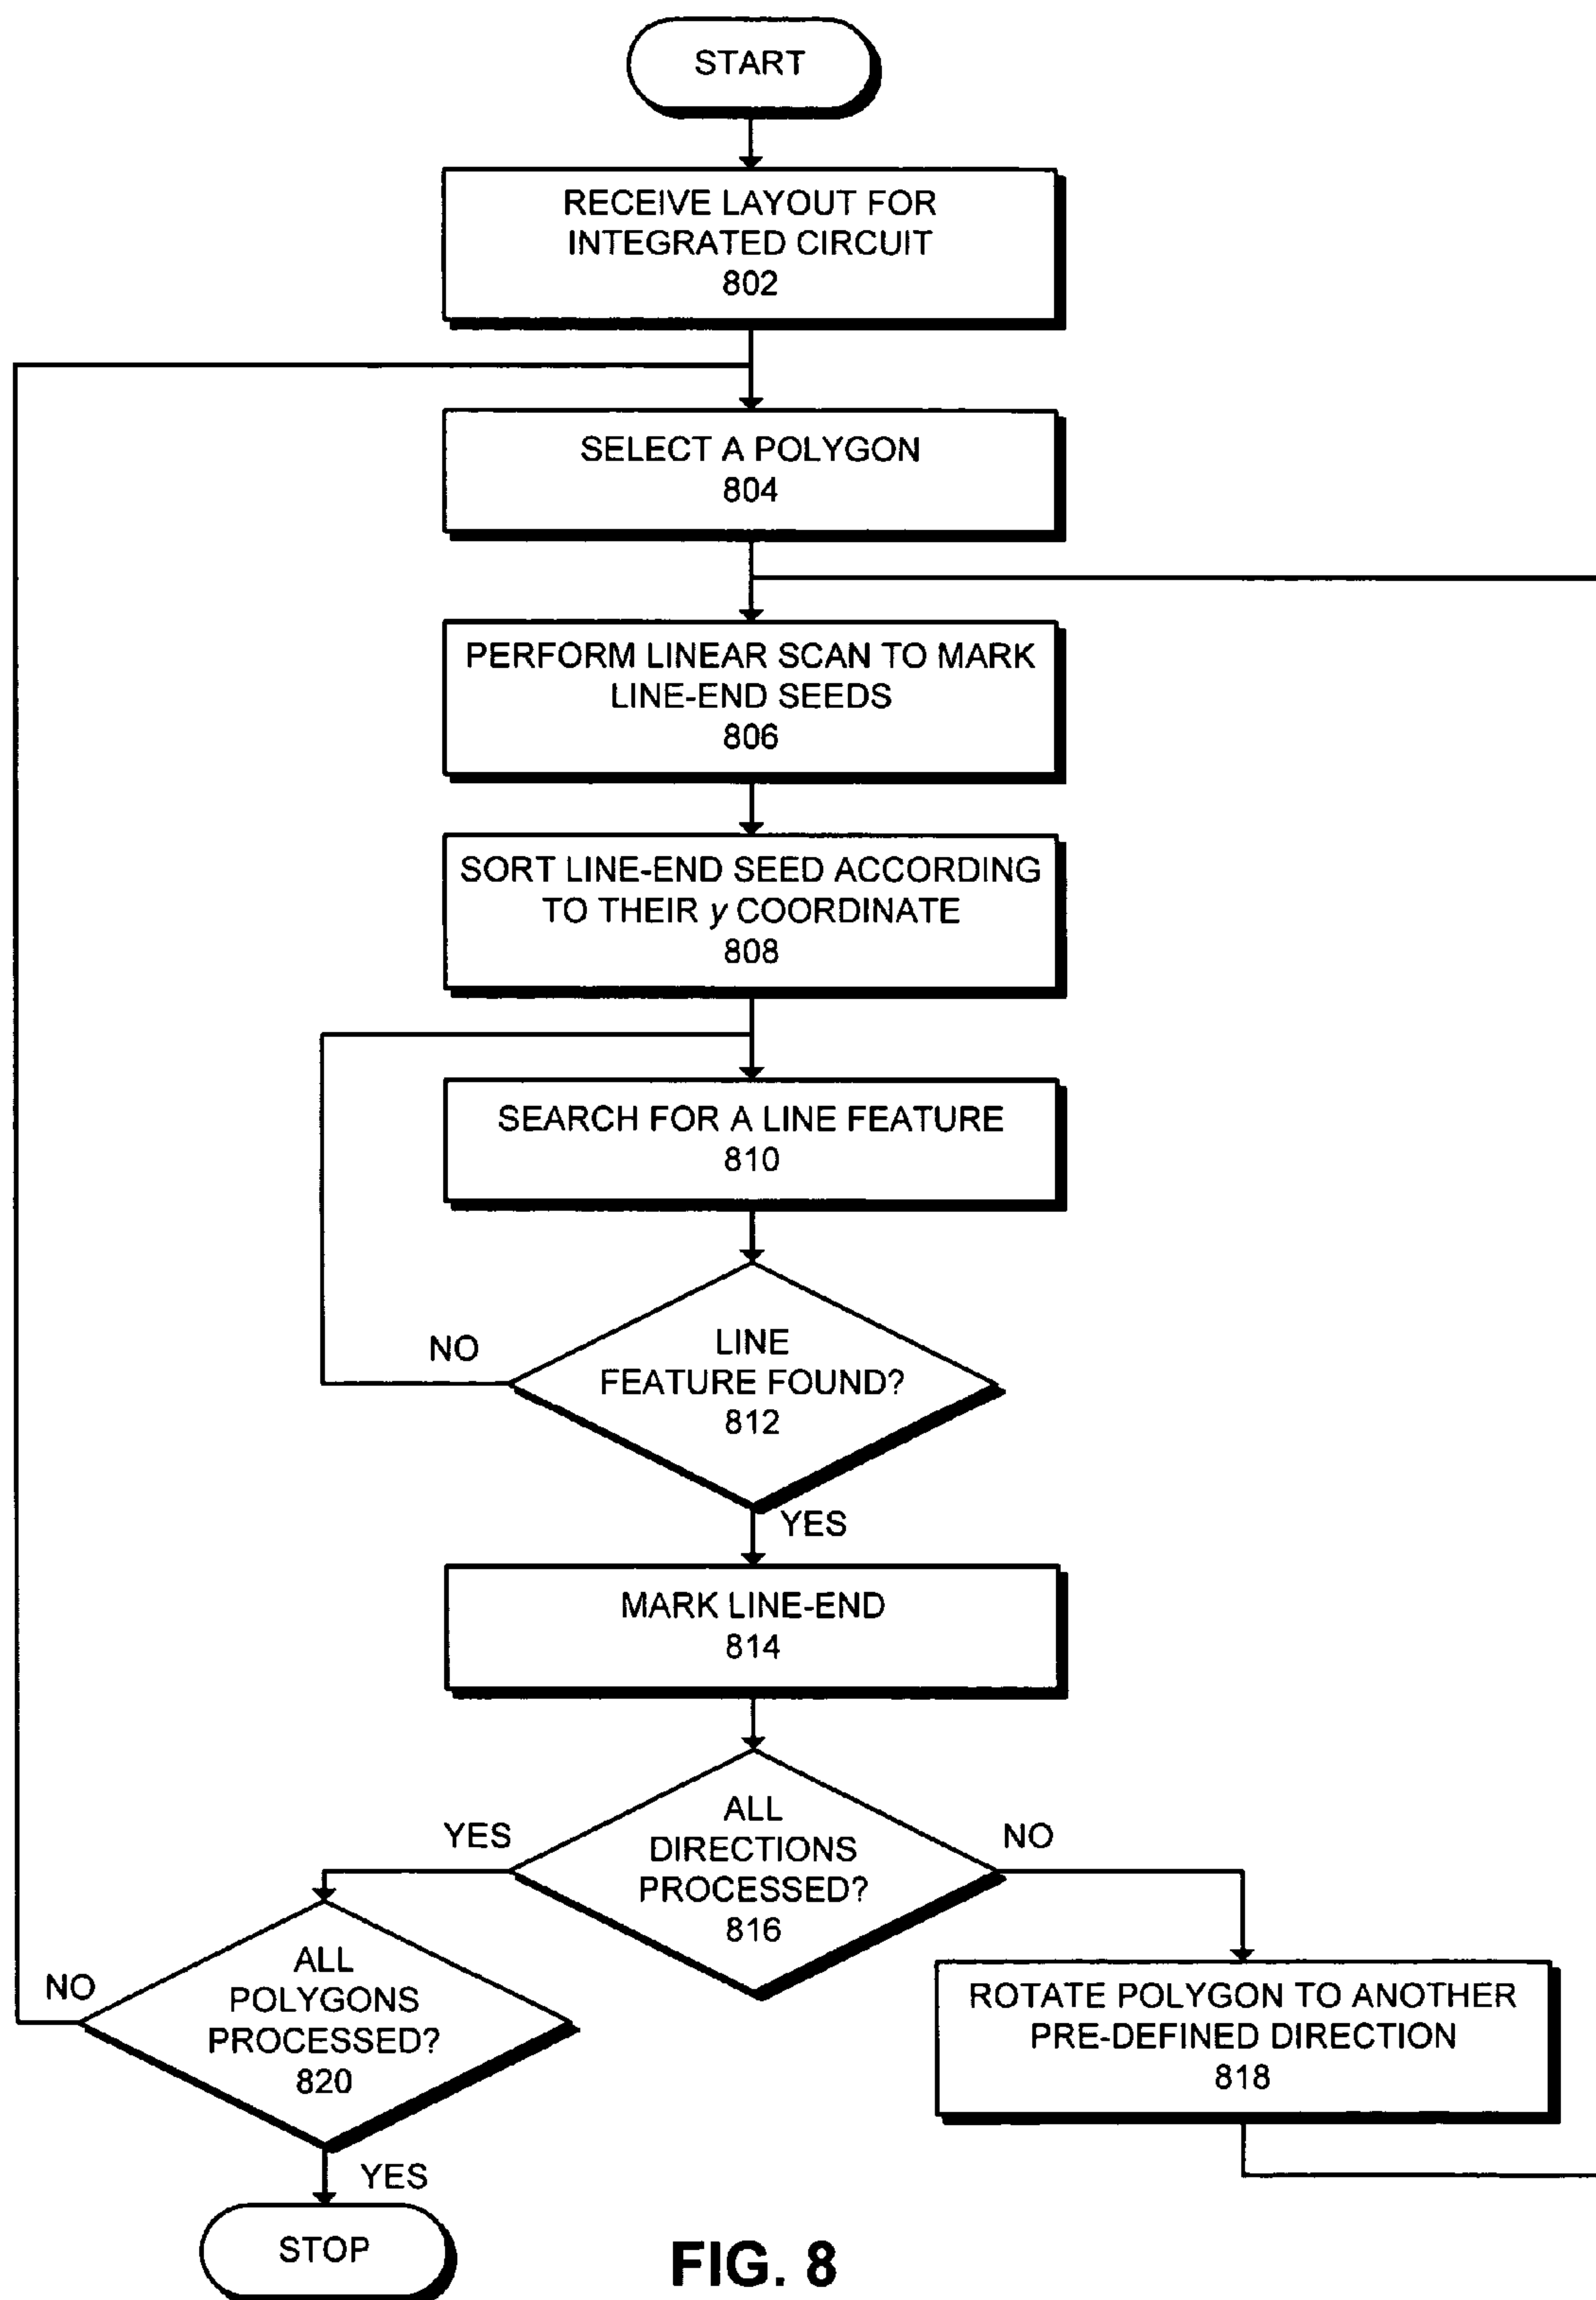 START
RECEIVE LAYOUT FOR
INTEGRATED CIRCUIT
802
SELECT A POLYGON
804
PERFORM LINEAR SCAN TO MARK
LINE-END SEEDS
806
SORT LINE-END SEED ACCORDING
TO THEIR y COORDINATE
808
SEARCH FOR A LINE FEATURE
810
NO
LINE
FEATURE FOUND?
812
YES
MARK LINE-END
814
YES
ALL
DIRECTIONS
PROCESSED?
816
NO
NO
ALL
POLYGONS
PROCESSED?
820
ROTATE POLYGON TO ANOTHER
PRE-DEFINED DIRECTION
818
YES
STOP
FIG. 8